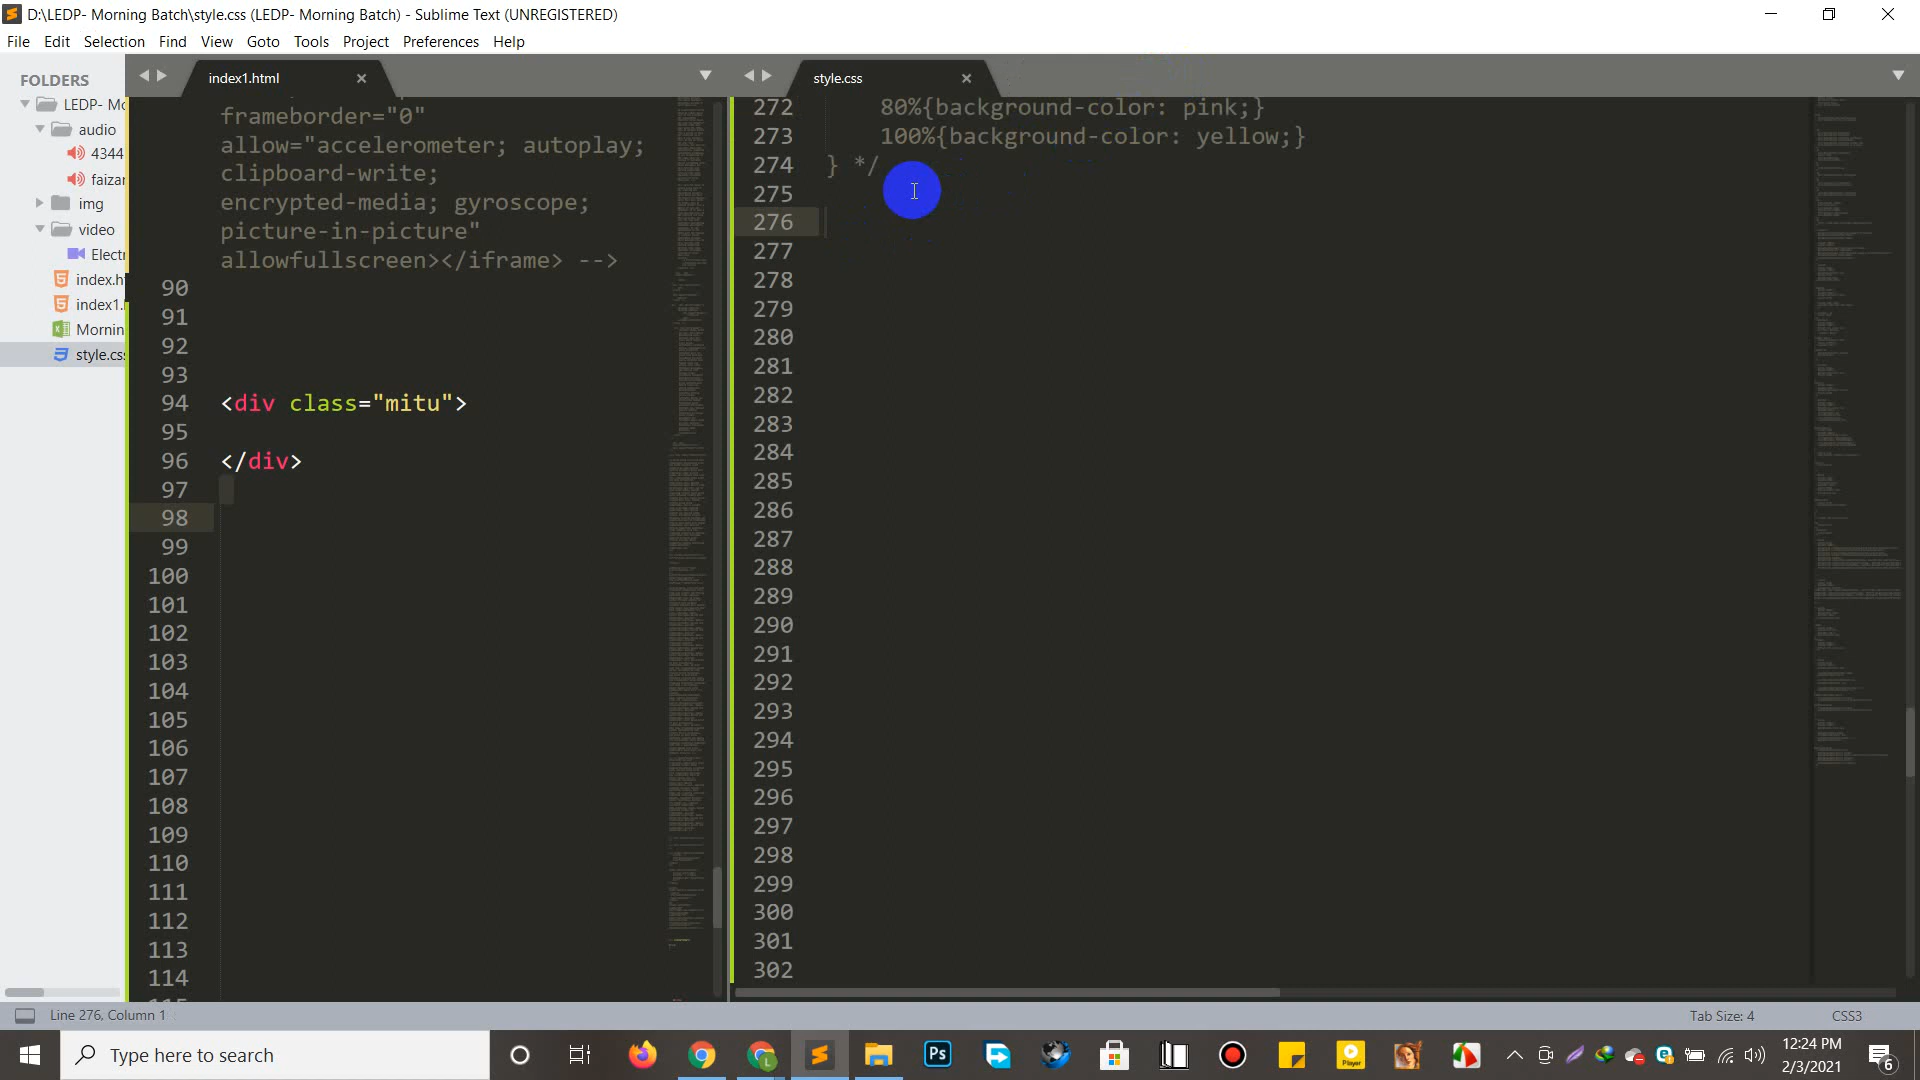 D:\LEDP- Morning Batch\style.css (LEDP- Morning Batch) - Sublime Text (UNREGISTERED)
File Edit Selection Find View Goto Tools Project Preferences Help
FOLDERS
LEDP- Mo
audio
4344
faizan
img
video
Electr
index.h
index1.
Mornin
style.css
index1.html
frameborder="0"
allow="accelerometer; autoplay;
clipboard-write;
encrypted-media; gyroscope;
picture-in-picture"
allowfullscreen></iframe> -->
90
91
92
93
94 <div class="mitu">
95
96 </div>
97
98
99
100
101
102
103
104
105
106
107
108
109
110
111
112
113
114
115
style.css
272 80%{background-color: pink;}
273 100%{background-color: yellow;}
274 } */
275
276
277
278
279
280
281
282
283
284
285
286
287
288
289
290
291
292
293
294
295
296
297
298
299
300
301
302
Line 276, Column 1
Tab Size: 4 CSS3
Type here to search
Ps
L
Player
12:24 PM
2/3/2021
6